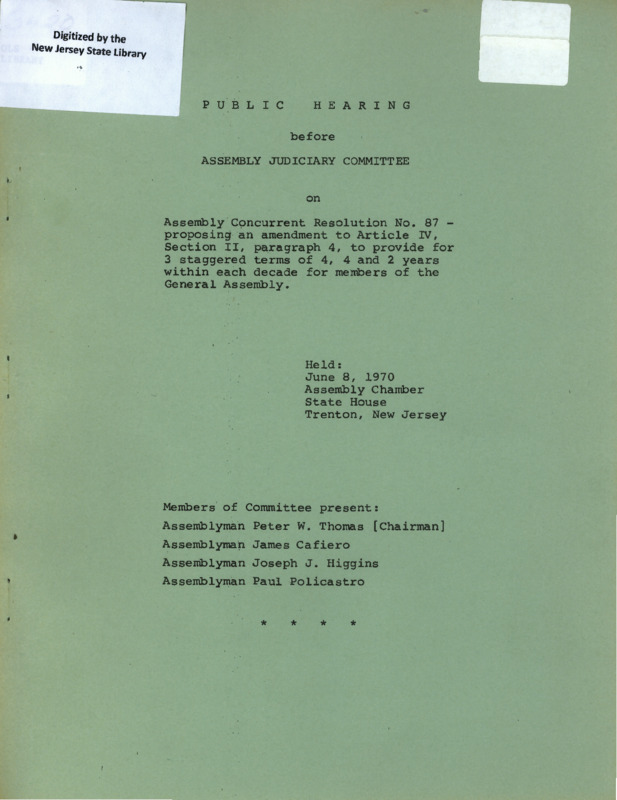 Digitized by the
New Jersey State Library
PUBLIC HEARING
before
ASSEMBLY JUDICIARY COMMITTEE
on
Assembly Concurrent Resolution No. 87 -
proposing an amendment to Article IV,
Section II, paragraph 4, to provide for
3 staggered terms of 4, 4 and 2 years
within each decade for members of the
General Assembly.
Held:
June 8, 1970
Assembly Chamber
State House
Trenton, New Jersey
Members of Committee present:
Assemblyman Peter W. Thomas [Chairman]
Assemblyman James Cafiero
Assemblyman Joseph J. Higgins
Assemblyman Paul Policastro
* * * *